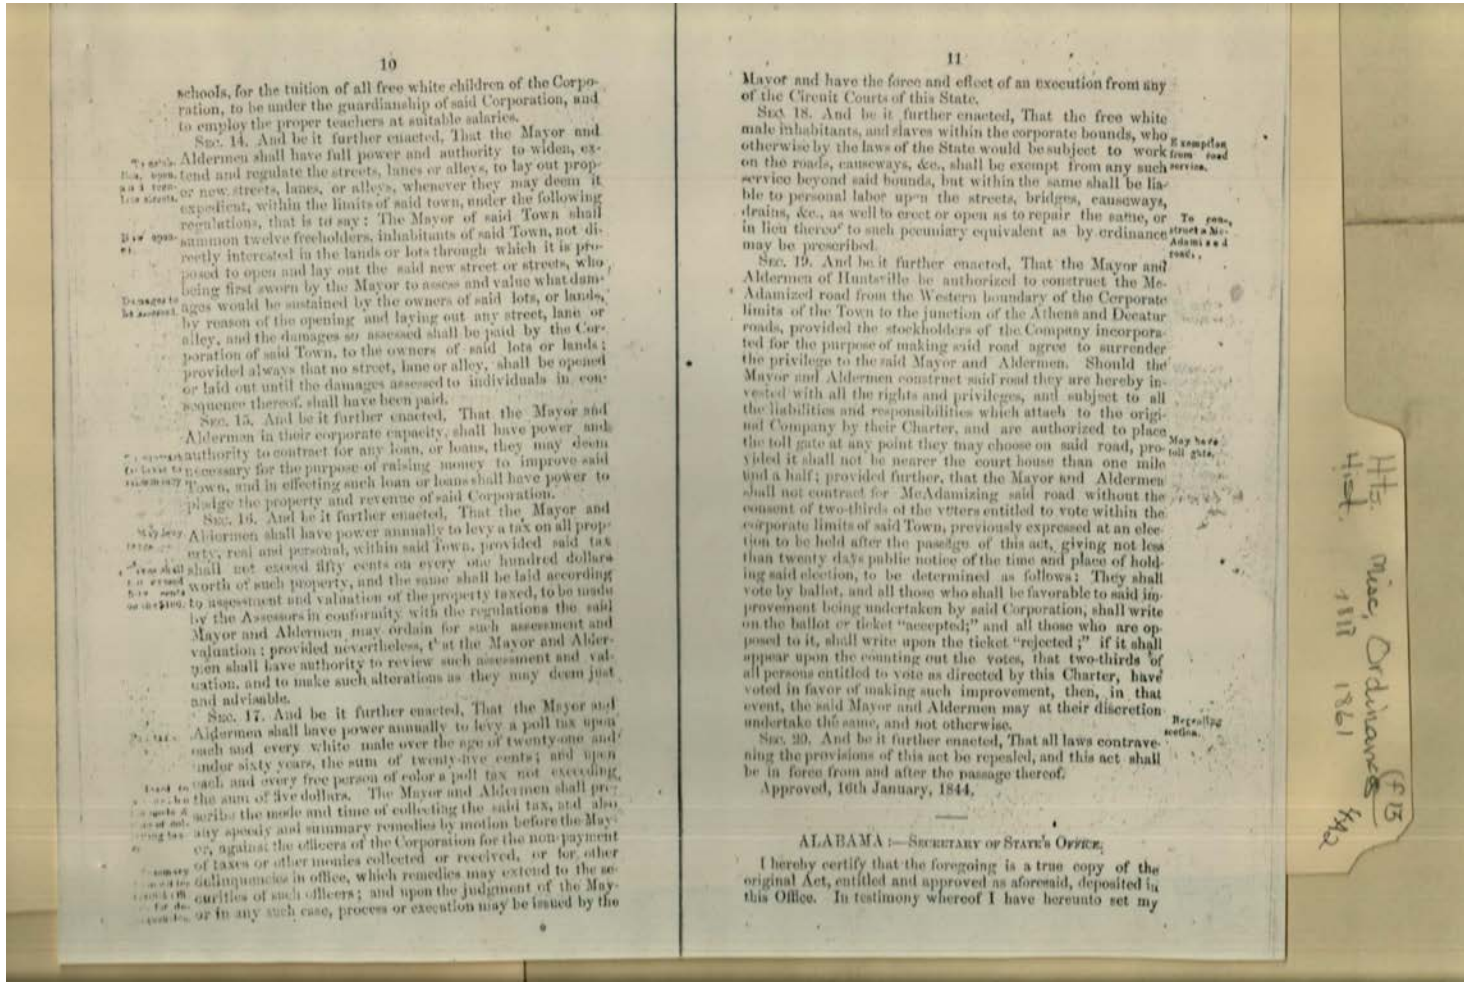 10
schools, for the tuition of all free white children of the Corpo-
ration, to be under the guardianship of said Corporation, and
to employ the proper teachers at suitable salaries.
Sec. 14. And be it further enacted, That the Mayor and
Aldermen shall have full power and authority to widen, ex-
tend and regulate the streets, lanes or alleys, to lay out prop-
or new streets, lanes, or alleys, whenever they may deem it
expedient, within the limits of said town, under the following
regulations, that is to say: The Mayor of said Town shall
summon twelve freeholders, inhabitants of said Town, not di-
rectly interested in the lands or lots through which it is pro-
posed to open and lay out the said new street or streets, who,
being first sworn by the Mayor to assess and value what dam-
Damages to
be assessed.
ages would be sustained by the owners of said lots, or lands,
by reason of the opening and laying out any street, lane or
alley, and the damages so assessed shall be paid by the Cor-
poration of said Town, to the owners of said lots or lands;
provided always that no street, lane or alley, shall be opened
or laid out until the damages assessed to individuals in con-
sequence thereof, shall have been paid.
Sec. 15. And be it further enacted, That the Mayor and
Aldermen in their corporate capacity, shall have power and
authority to contract for any loan, or loans, they may deem
necessary for the purpose of raising money to improve said
Town, and in effecting such loan or loans shall have power to
pledge the property and revenue of said Corporation.
Sec. 16. And be it further enacted, That the Mayor and
Aldermen shall have power annually to levy a tax on all prop-
erty, real and personal, within said Town, provided said tax
shall not exceed fifty cents on every one hundred dollars
worth of such property, and the same shall be laid according
to assessment and valuation of the property taxed, to be made
by the Assessors in conformity with the regulations the said
Mayor and Aldermen may ordain for such assessment and
valuation; provided nevertheless, t'at the Mayor and Alder-
men shall have authority to review such assessment and val-
uation, and to make such alterations as they may deem just
and advisable.
Sec. 17. And be it further enacted, That the Mayor and
Aldermen shall have power annually to levy a poll tax upon
each and every white male over the age of twenty-one and
under sixty years, the sum of twenty-five cents; and upon
each and every free person of color a poll tax not exceeding
the sum of five dollars. The Mayor and Aldermen shall pre-
scribe the mode and time of collecting the said tax, and also
any speedy and summary remedies by motion before the May-
or, against the officers of the Corporation for the non-payment
of taxes or other monies collected or received, or for other
delinquencies in office, which remedies may extend to the se-
curities of such officers; and upon the judgment of the May-
or in any such case, process or execution may be issued by the
11
Mayor and have the force and effect of an execution from any
of the Circuit Courts of this State.
Sec. 18. And be it further enacted, That the free white
male inhabitants, and slaves within the corporate bounds, who
otherwise by the laws of the State would be subject to work
on the roads, causeways, &c., shall be exempt from any such
service beyond said bounds, but within the same shall be lia-
ble to personal labor upon the streets, bridges, causeways,
drains, &c., as well to erect or open as to repair the same, or
in lieu thereof to such pecuniary equivalent as by ordinance
may be prescribed.
Exemption
from road
service.
To con-
struct a Mc-
Adamized
road.
Sec. 19. And be it further enacted, That the Mayor and
Aldermen of Huntsville be authorized to construct the Mc-
Adamized road from the Western boundary of the Corporate
limits of the Town to the junction of the Athens and Decatur
roads, provided the stockholders of the Company incorpora-
ted for the purpose of making said road agree to surrender
the privilege to the said Mayor and Aldermen. Should the
Mayor and Aldermen construct said road they are hereby in-
vested with all the rights and privileges, and subject to all
the liabilities and responsibilities which attach to the origi-
nal Company by their Charter, and are authorized to place
the toll gate at any point they may choose on said road, pro-
vided it shall not be nearer the court house than one mile
and a half; provided further, that the Mayor and Aldermen
shall not contract for McAdamizing said road without the
consent of two-thirds of the voters entitled to vote within the
corporate limits of said Town, previously expressed at an elec-
tion to be held after the passage of this act, giving not less
than twenty days public notice of the time and place of hold-
ing said election, to be determined as follows: They shall
vote by ballot, and all those who shall be favorable to said im-
provement being undertaken by said Corporation, shall write
on the ballot or ticket "accepted;" and all those who are op-
posed to it, shall write upon the ticket "rejected;" if it shall
appear upon the counting out the votes, that two-thirds of
all persons entitled to vote as directed by this Charter, have
voted in favor of making such improvement, then, in that
event, the said Mayor and Aldermen may at their discretion
undertake the same, and not otherwise.
May have
toll gate.
Repealing
section.
Sec. 20. And be it further enacted, That all laws contrave-
ning the provisions of this act be repealed, and this act shall
be in force from and after the passage thereof.
Approved, 16th January, 1844.
ALABAMA:—Secretary of State's Office.
I hereby certify that the foregoing is a true copy of the
original Act, entitled and approved as aforesaid, deposited in
this Office. In testimony whereof I have hereunto set my
Hts. Misc, Ordinances (f 13
Hist. 1861